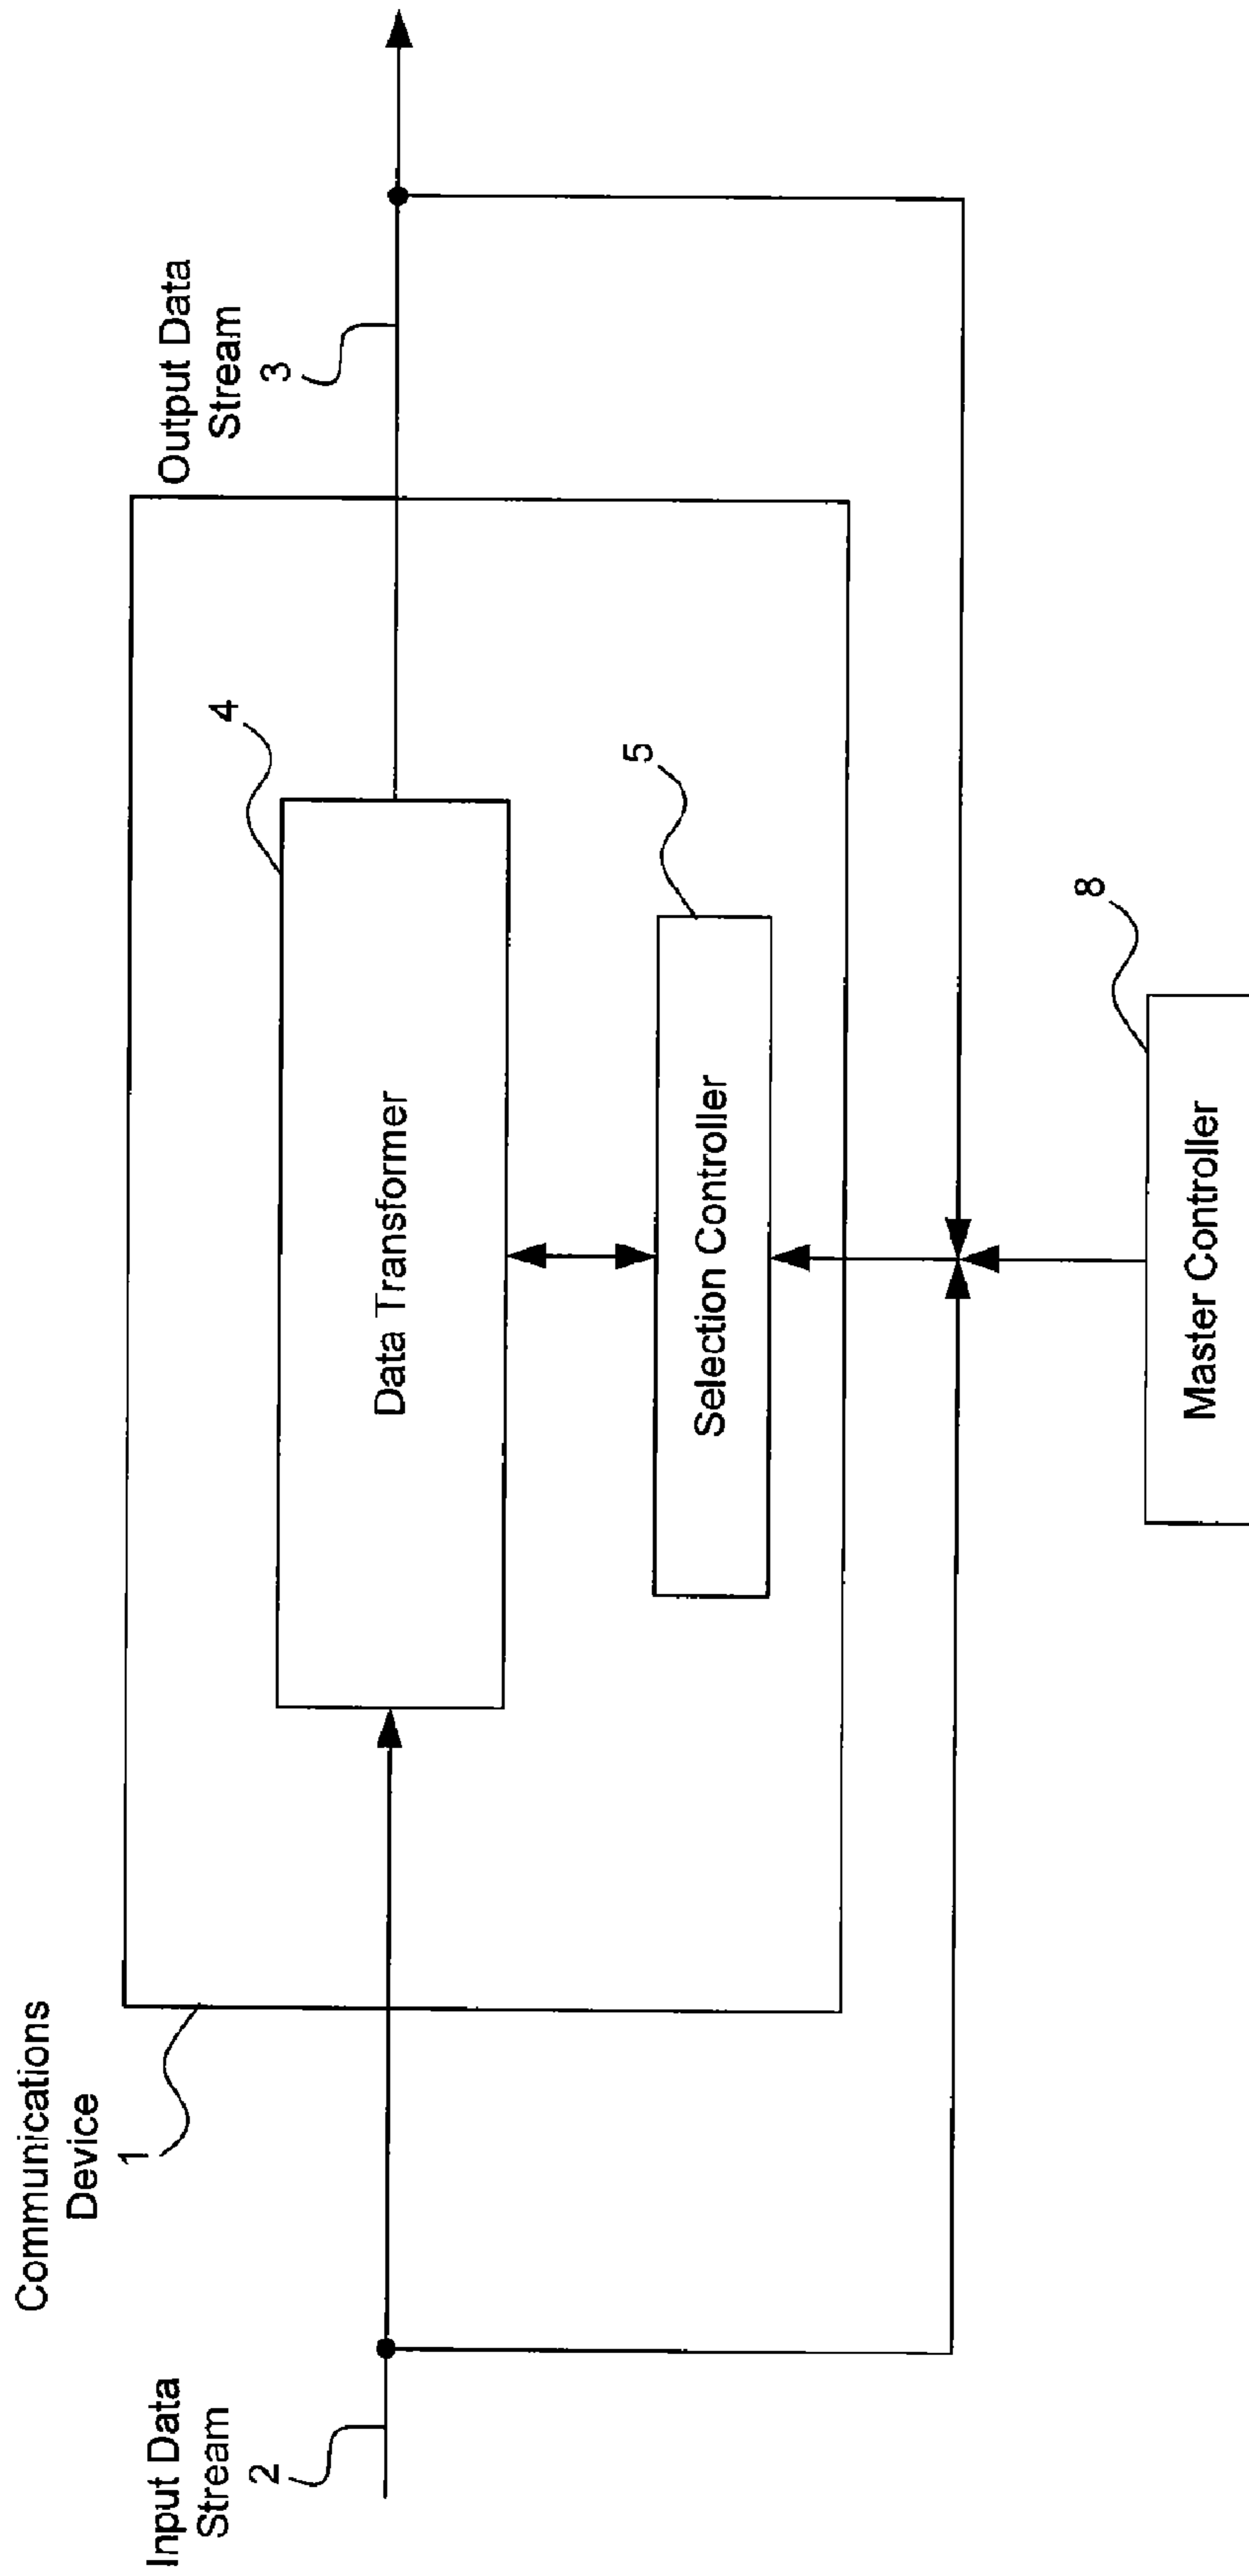 Communications
Device
1
Input Data
Stream
2
Output Data
Stream
3
4
Data Transformer
5
Selection Controller
8
Master Controller